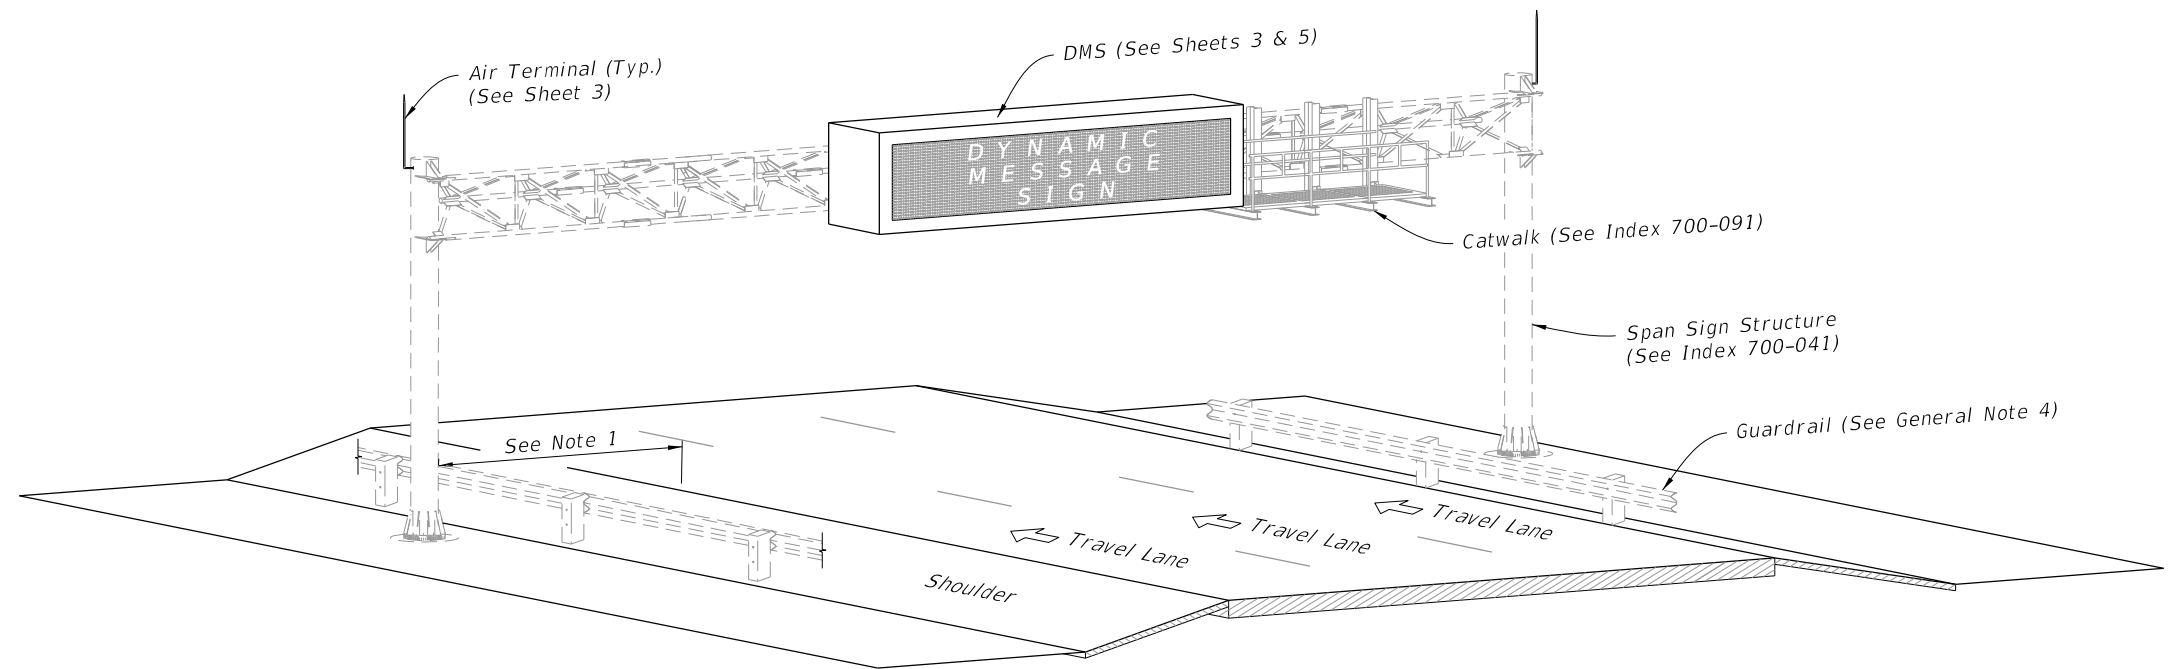 DMS (See Sheets 3 & 5)
Air Terminal (Typ.)
(See Sheet 3)
DYNAMIC
MESSAGE
SIGN
Catwalk (See Index 700-091)
Span Sign Structure
(See Index 700-041)
Guardrail (See General Note 4)
See Note 1
Travel Lane
Travel Lane
Travel Lane
Shoulder